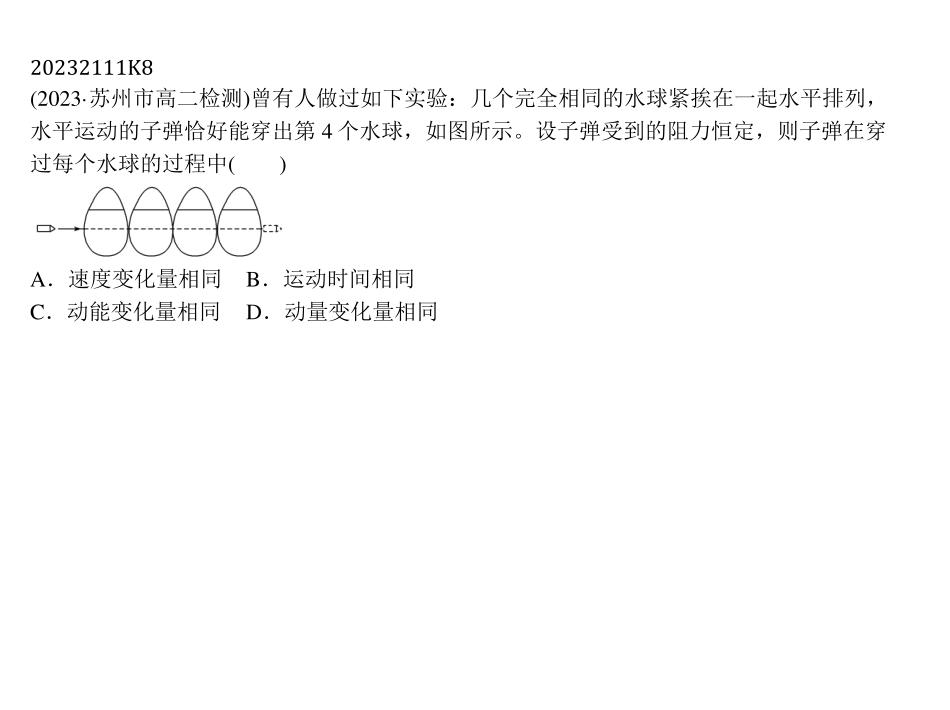 20232111K8
(2023·苏州市高二检测)曾有人做过如下实验：几个完全相同的水球紧挨在一起水平排列，
水平运动的子弹恰好能穿出第 4 个水球，如图所示。设子弹受到的阻力恒定，则子弹在穿
过每个水球的过程中(　　)
A．速度变化量相同　B．运动时间相同
C．动能变化量相同　D．动量变化量相同